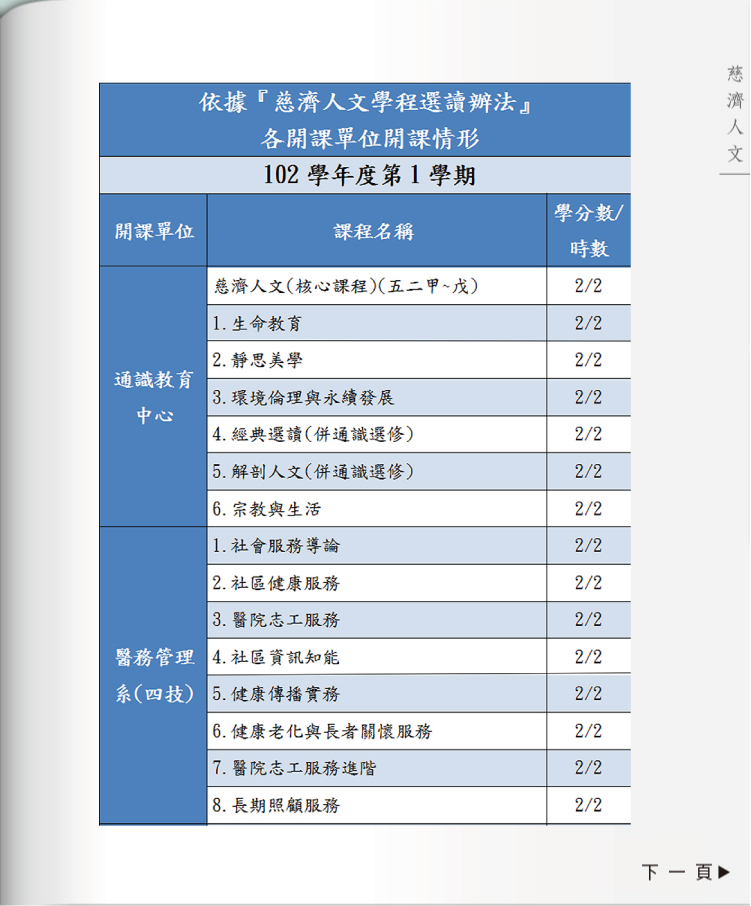 慈濟人文
依據『慈濟人文學程選讀辦法』
各開課單位開課情形
102 學年度第 1 學期
開課單位 課程名稱 學分數/
時數
通識教育
中心
慈濟人文(核心課程)(五二甲~戊) 2/2
1.生命教育 2/2
2.靜思美學 2/2
3.環境倫理與永續發展 2/2
4.經典選讀(併通識選修) 2/2
5.解剖人文(併通識選修) 2/2
6.宗教與生活 2/2
醫務管理
系(四技)
1.社會服務導論 2/2
2.社區健康服務 2/2
3.醫院志工服務 2/2
4.社區資訊知能 2/2
5.健康傳播實務 2/2
6.健康老化與長者關懷服務 2/2
7.醫院志工服務進階 2/2
8.長期照顧服務 2/2
下一頁▶